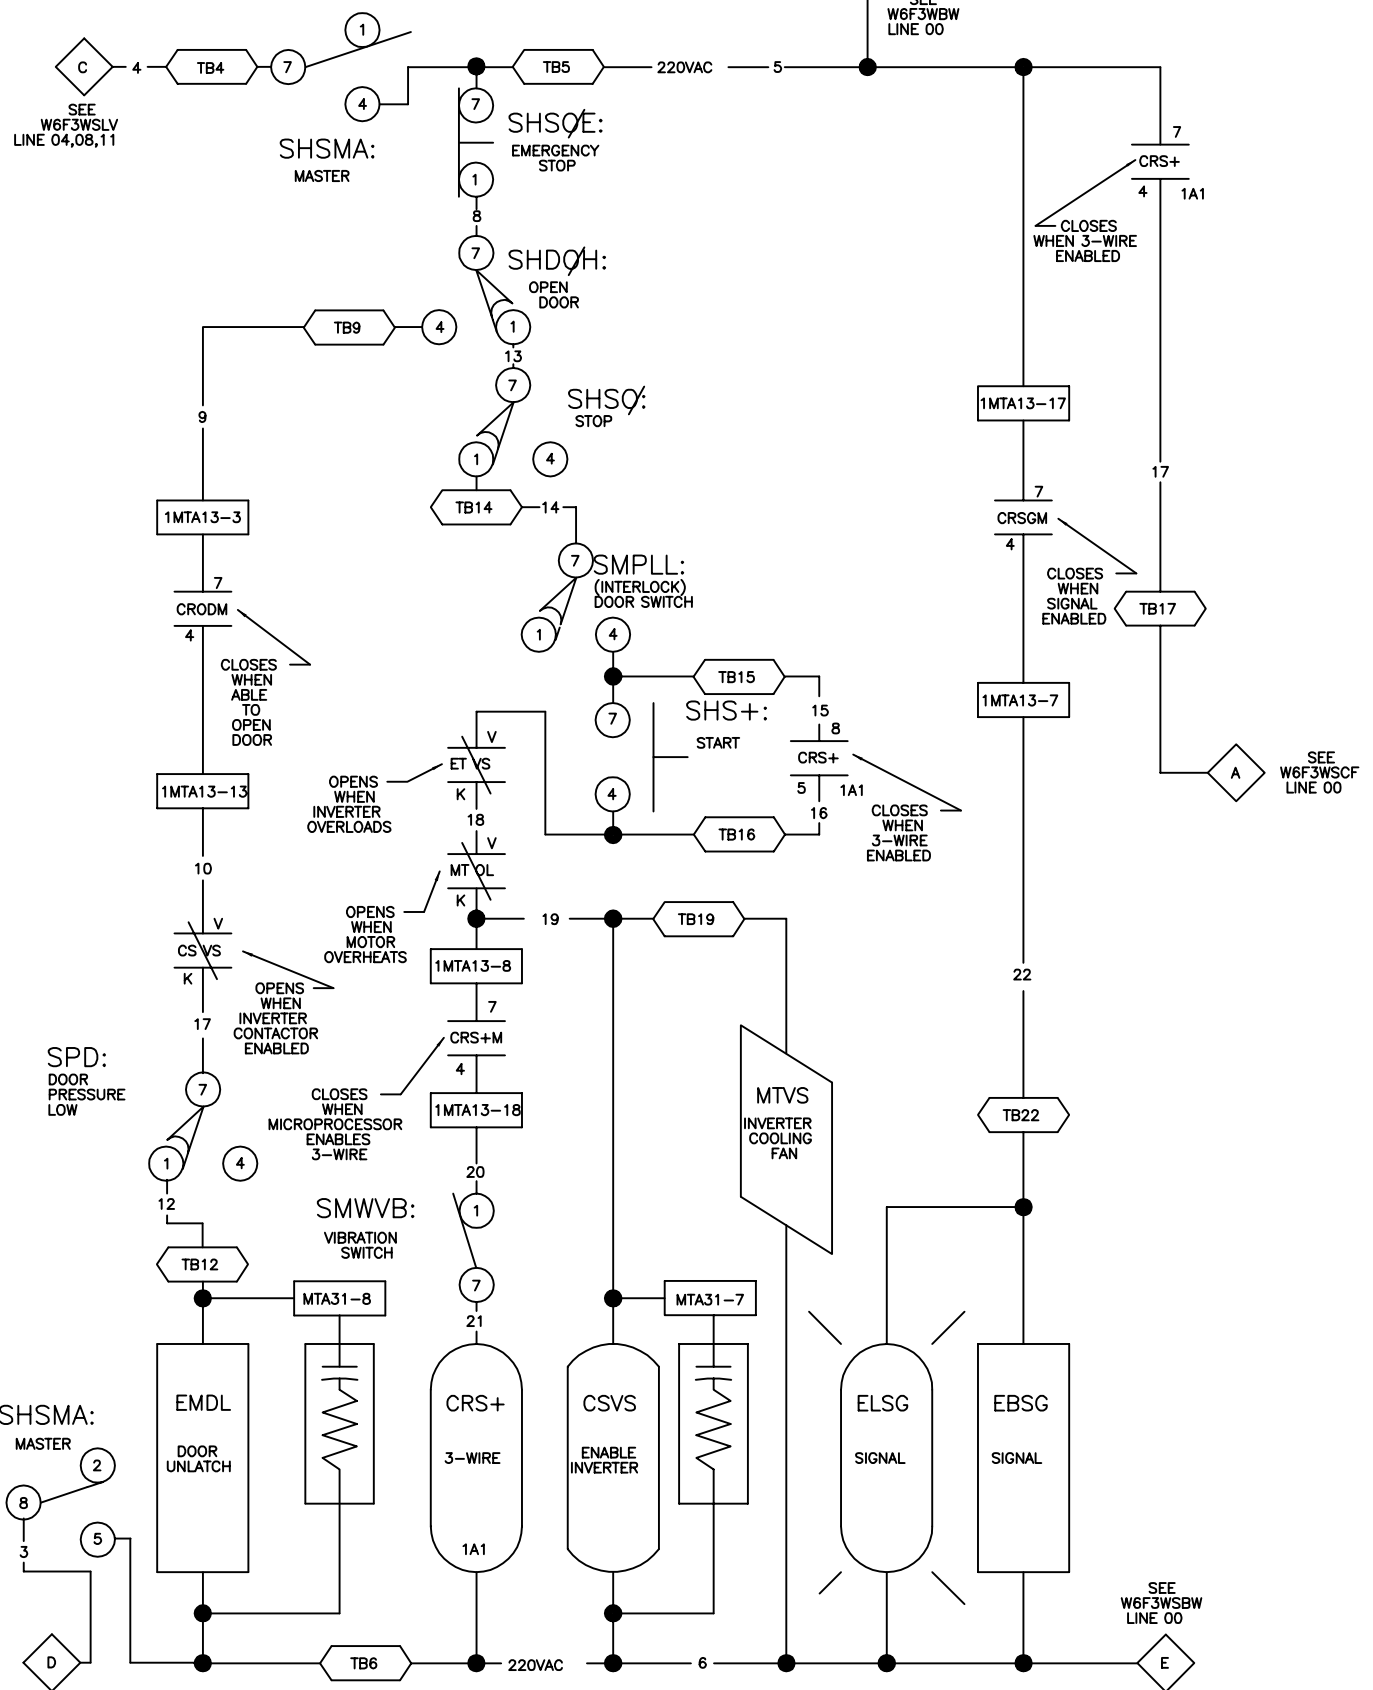 SEE
W6F3WBW
LINE 00
C
4
TB4
7
1
4
SEE
W6F3WSLV
LINE 04,08,11
SHSMA:
MASTER
TB5
220VAC
5
7
SHSØE:
EMERGENCY
STOP
1
8
7
SHDØH:
OPEN
DOOR
1
13
7
SHSØ:
STOP
1
4
TB14
14
7
SMPLL:
(INTERLOCK)
DOOR SWITCH
1
4
TB15
15
7
SHS+:
START
4
8
CRS+
5
1A1
16
TB16
CLOSES
WHEN
3-WIRE
ENABLED
7
CRS+
4
1A1
CLOSES
WHEN 3-WIRE
ENABLED
17
TB17
A
SEE
W6F3WSCF
LINE 00
1MTA13-17
7
CRSGM
4
CLOSES
WHEN
SIGNAL
ENABLED
1MTA13-7
22
TB22
TB9
4
9
1MTA13-3
7
CRODM
4
CLOSES
WHEN
ABLE
TO
OPEN
DOOR
1MTA13-13
10
V
CS VS
K
OPENS
WHEN
INVERTER
CONTACTOR
ENABLED
17
SPD:
DOOR
PRESSURE
LOW
7
1
4
12
TB12
V
ET VS
K
OPENS
WHEN
INVERTER
OVERLOADS
18
V
MT OL
K
OPENS
WHEN
MOTOR
OVERHEATS
19
TB19
1MTA13-8
7
CRS+M
4
CLOSES
WHEN
MICROPROCESSOR
ENABLES
3-WIRE
1MTA13-18
20
SMWVB:
VIBRATION
SWITCH
1
7
21
MTVS
INVERTER
COOLING
FAN
MTA31-8
MTA31-7
EMDL
DOOR
UNLATCH
CRS+
3-WIRE
1A1
CSVS
ENABLE
INVERTER
ELSG
SIGNAL
EBSG
SIGNAL
SHSMA:
MASTER
2
8
5
3
D
TB6
220VAC
6
SEE
W6F3WSBW
LINE 00
E